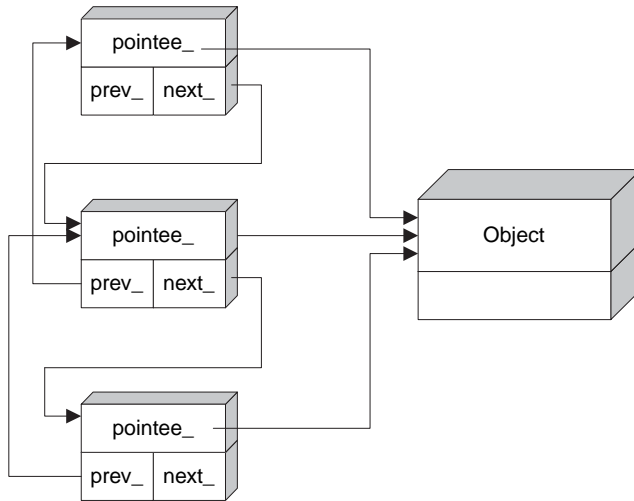 pointee_
prev_ next_
pointee_
prev_ next_
Object
pointee_
prev_ next_